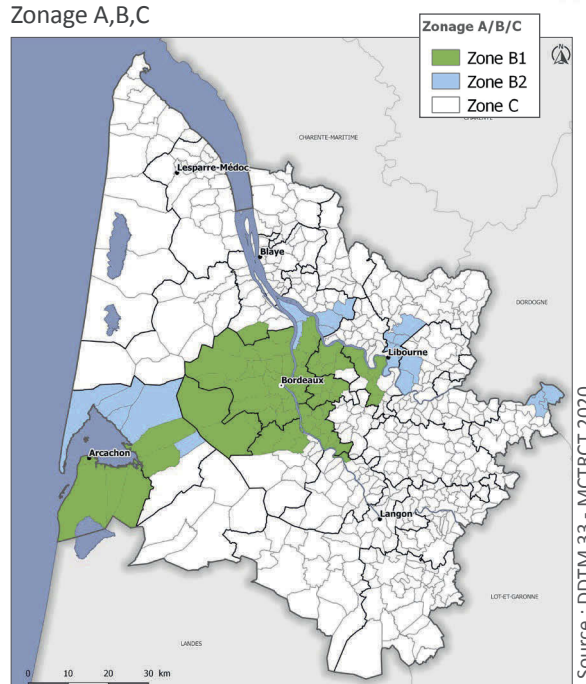 Zonage A,B,C
Zonage A/B/C
Zone B1
Zone B2
Zone C
N
CHARENTE
CHARENTE-MARITIME
Lesparre-Médoc
Blaye
DORDOGNE
Libourne
Bordeaux
Arcachon
Langon
LOT-ET-GARONNE
LANDES
0 10 20 30 km
Source : DDTM 33 - MCTRCT 2020